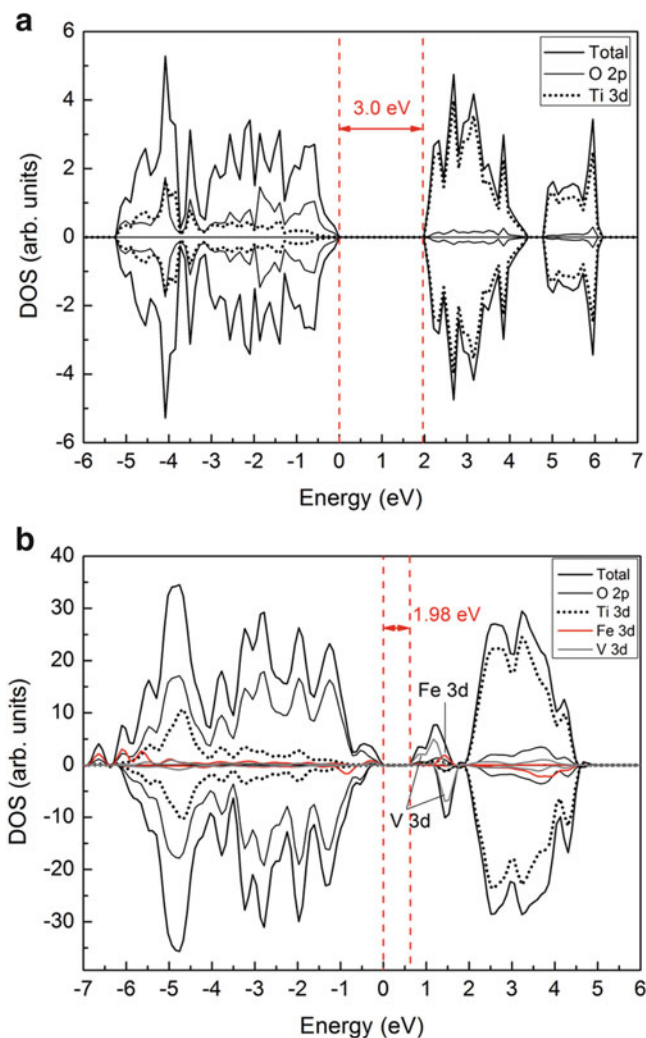 a
6
4
2
0
2
4
-6
DOS (arb. units)
3.0 eV
Total
O 2p
Ti 3d
-6 -5 -4 -3 -2 -1 0 1 2 3 4 5 6 7
Energy (eV)
b
40
30
20
10
0
-10
-20
-30
DOS (arb. units)
1.98 eV
Total
O 2p
Ti 3d
Fe 3d
V 3d
Fe 3d
V 3d
-7 -6 -5 -4 -3 -2 -1 0 1 2 3 4 5 6
Energy (eV)